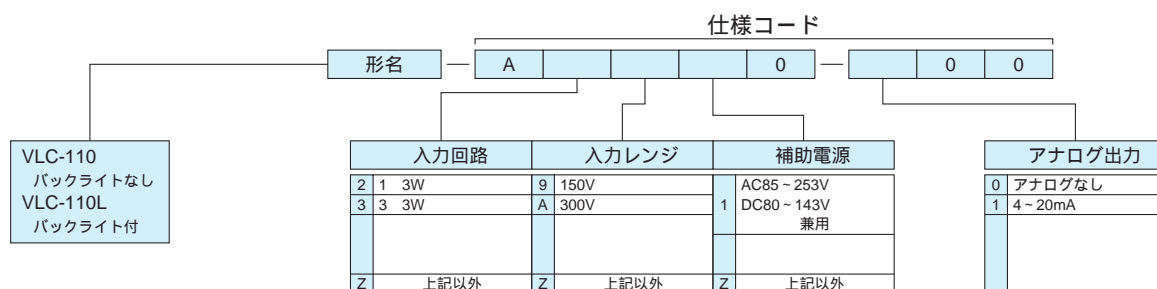 仕様コード
形名 — A 0 — 0 0
VLC-110
バックライトなし
VLC-110L
バックライト付
入力回路
2 1 3W
3 3 3W
Z 上記以外
入力レンジ
9 150V
A 300V
Z 上記以外
補助電源
1 AC85～253V
DC80～143V
兼用
Z 上記以外
アナログ出力
0 アナログなし
1 4～20mA